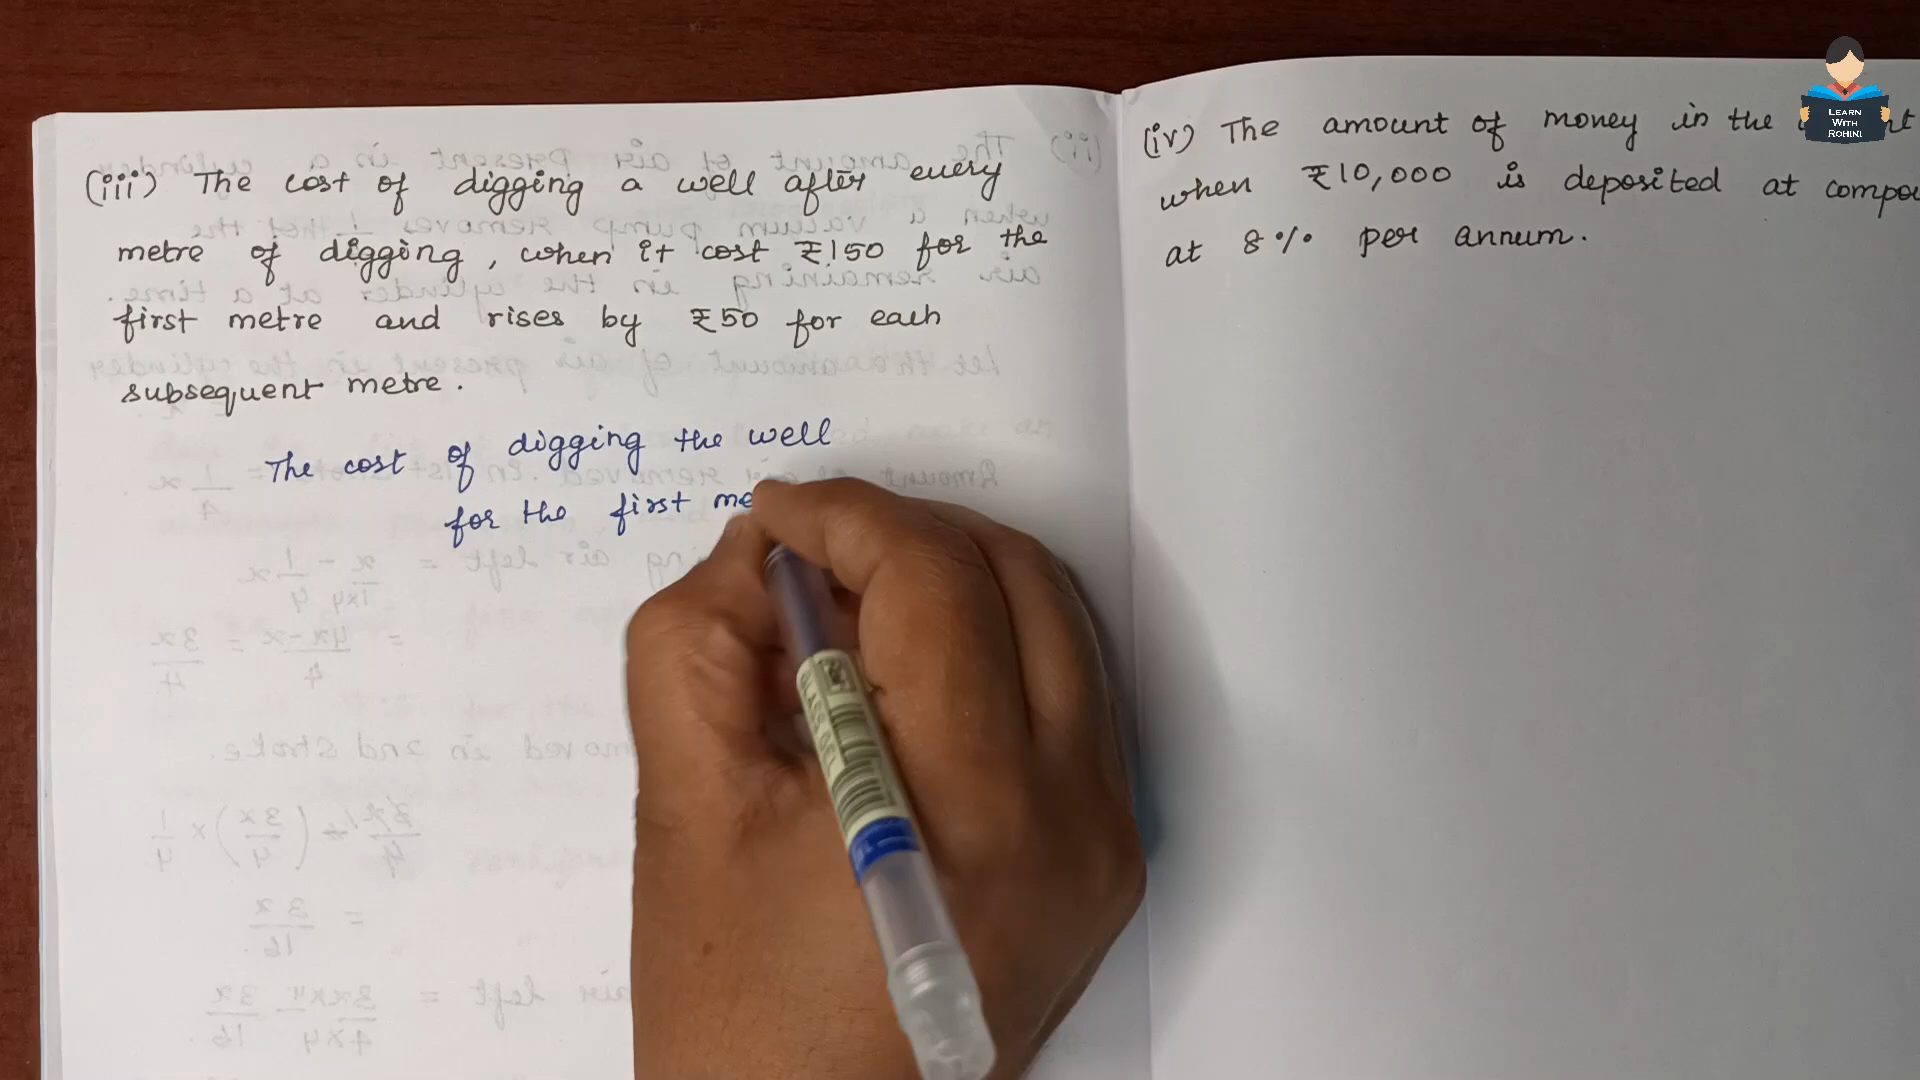 (iii) The cost of digging a well after every
metre of digging, when it cost ₹150 for the
first metre and rises by ₹50 for each
subsequent metre.
The cost of digging the well
for the first me
(iv) The amount of money in the
when ₹10,000 is deposited at compou
at 8% per annum.
LEARN
WITH
ROHINI